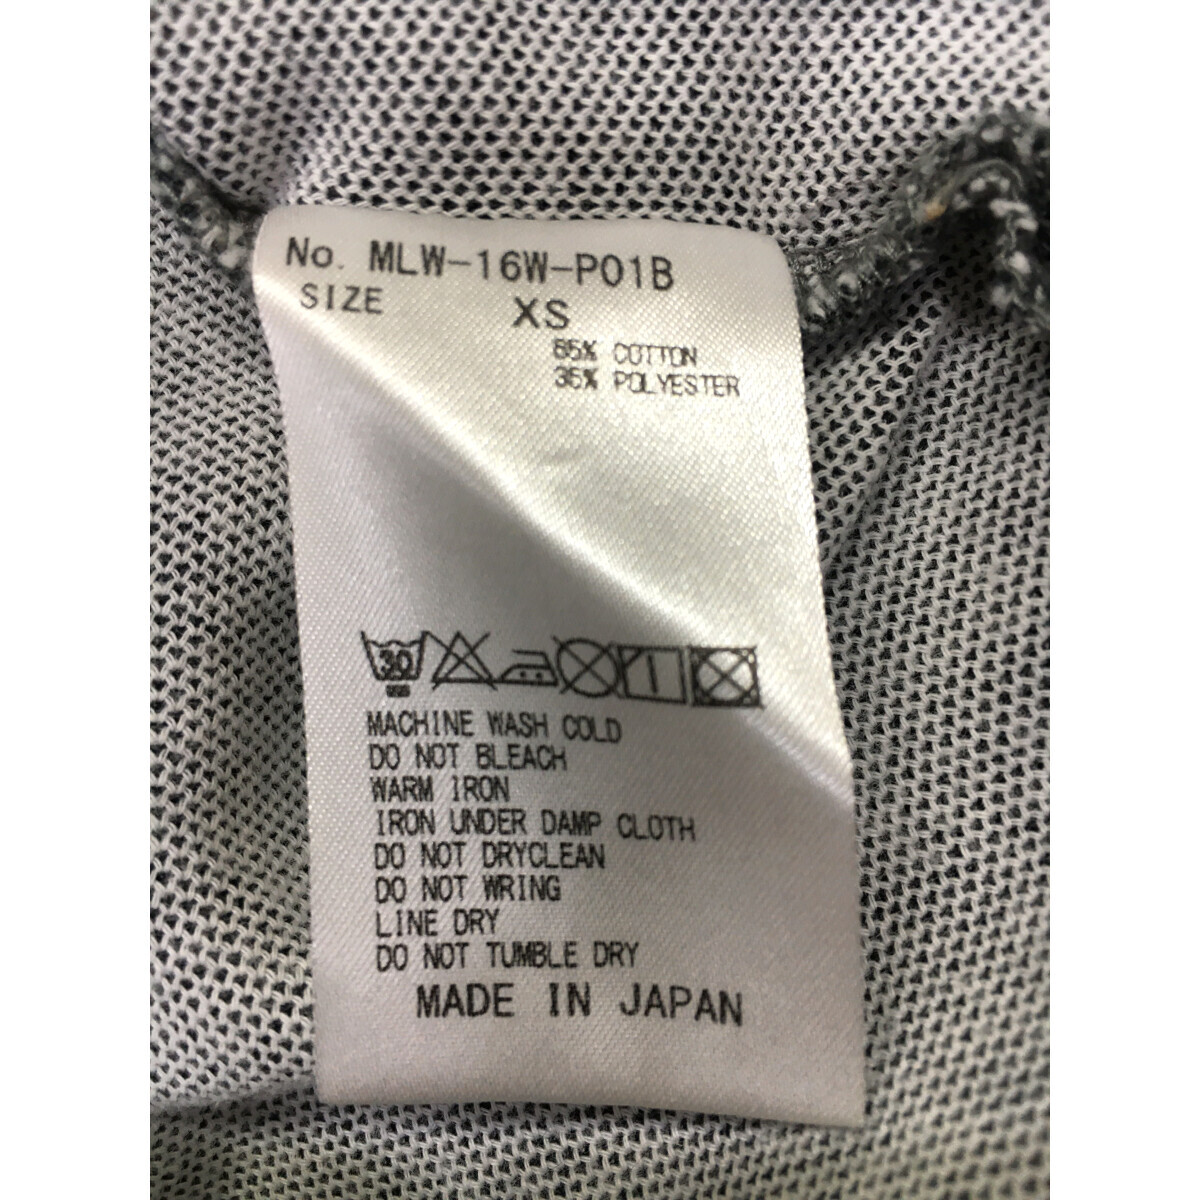 No. MLW-16W-P01B
SIZE XS
65% COTTON
35% POLYESTER
30
MACHINE WASH COLD
DO NOT BLEACH
WARM IRON
IRON UNDER DAMP CLOTH
DO NOT DRYCLEAN
DO NOT WRING
LINE DRY
DO NOT TUMBLE DRY
MADE IN JAPAN